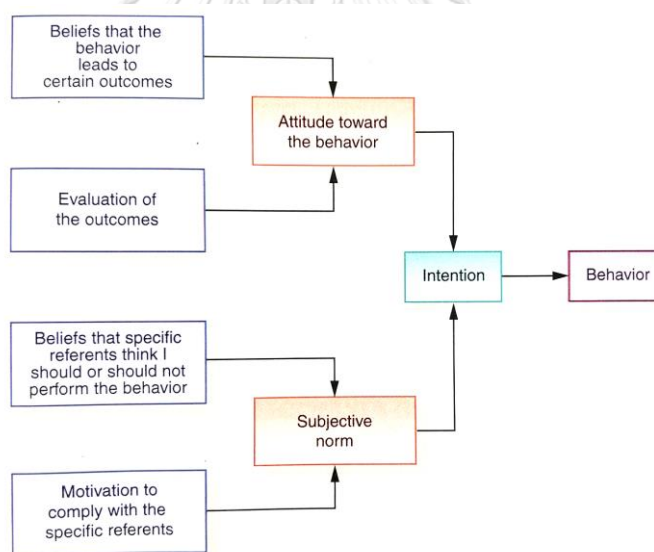 Beliefs that the
behavior
leads to
certain outcomes
Attitude toward
the behavior
Evaluation of
the outcomes
Intention
Behavior
Beliefs that specific
referents think I
should or should not
perform the behavior
Subjective
norm
Motivation to
comply with the
specific referents